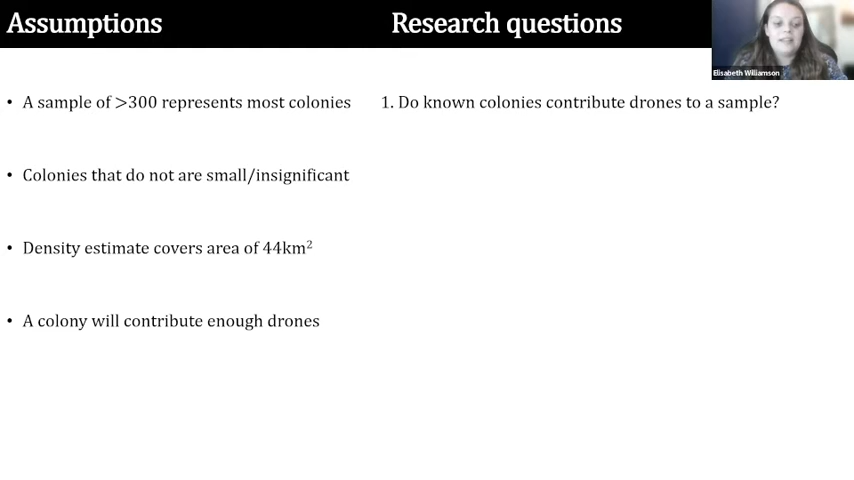 Assumptions
Research questions
Elisabeth Williamson
• A sample of >300 represents most colonies
1. Do known colonies contribute drones to a sample?
• Colonies that do not are small/insignificant
• Density estimate covers area of 44km²
• A colony will contribute enough drones